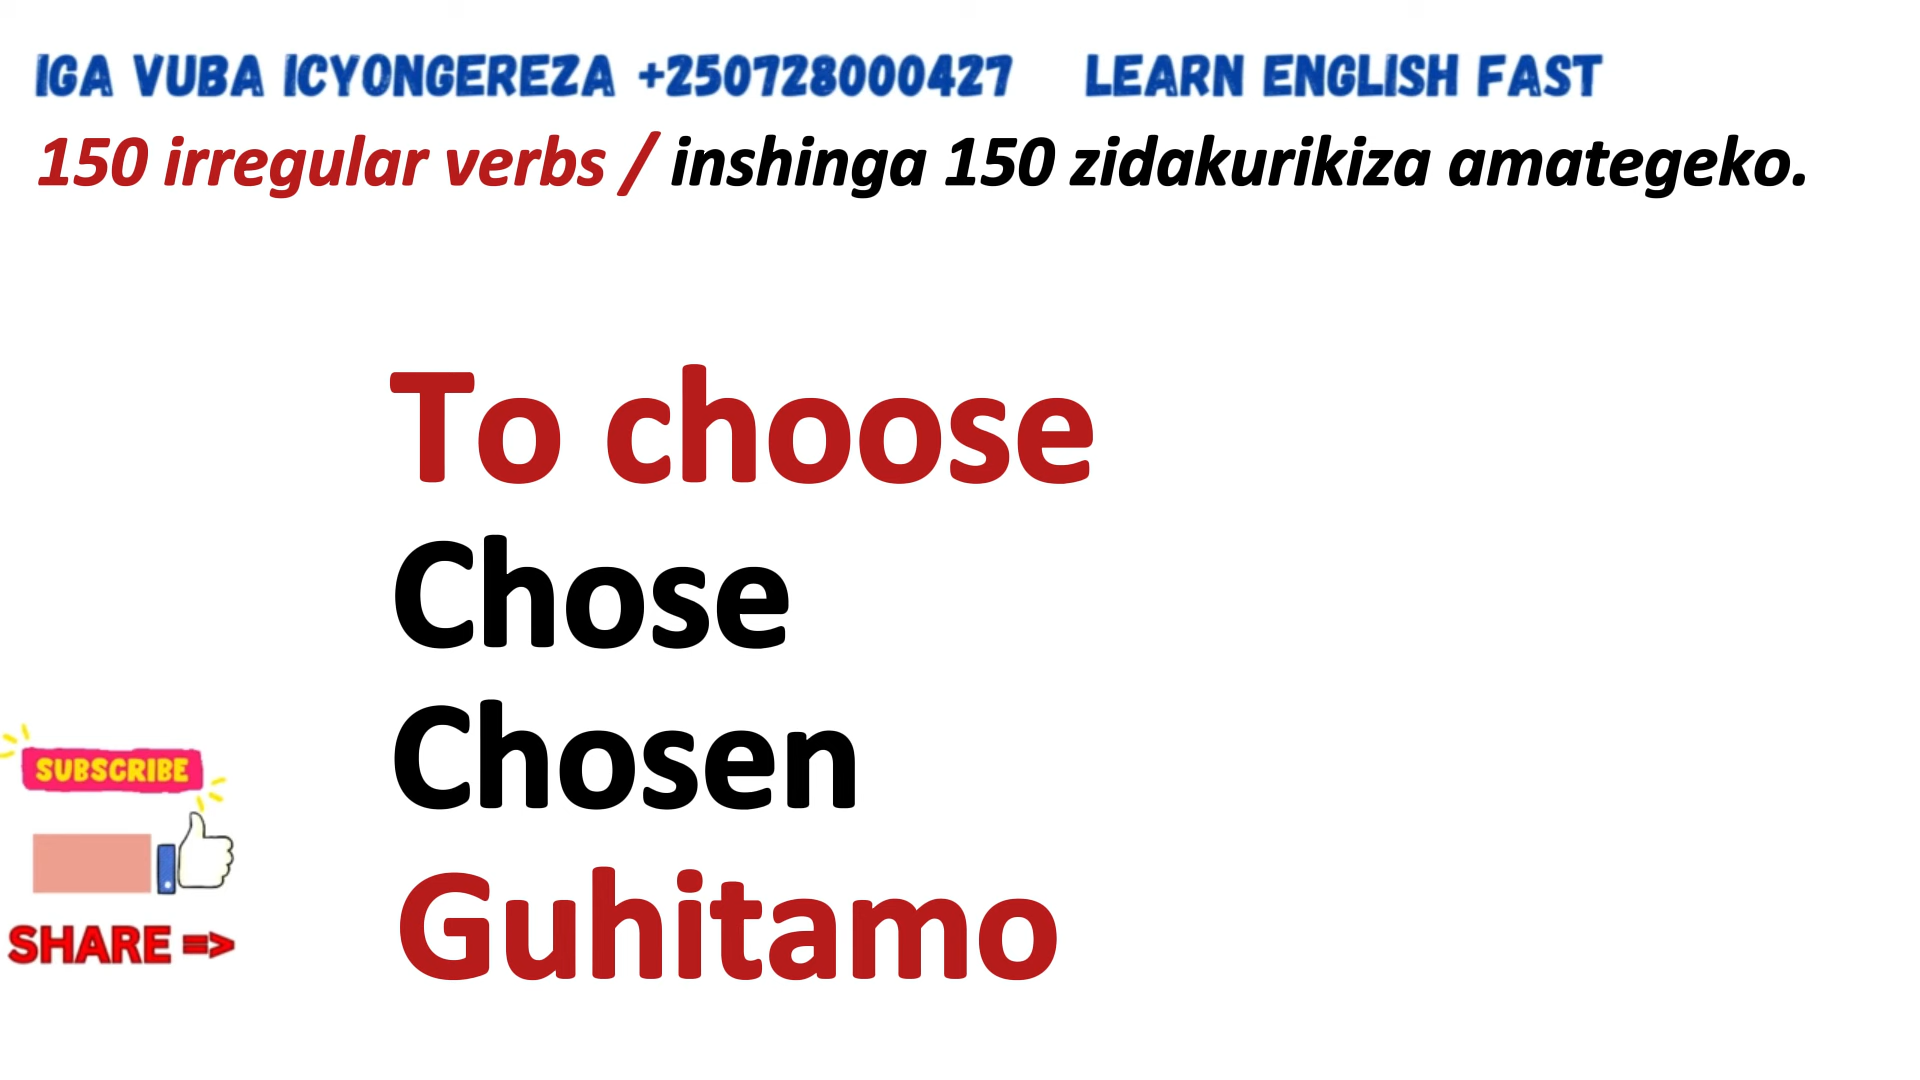 IGA VUBA ICYONGEREZA +250728000427 LEARN ENGLISH FAST
150 irregular verbs / inshinga 150 zidakurikiza amategeko.
To choose
Chose
Chosen
Guhitamo
SUBSCRIBE
SHARE =>